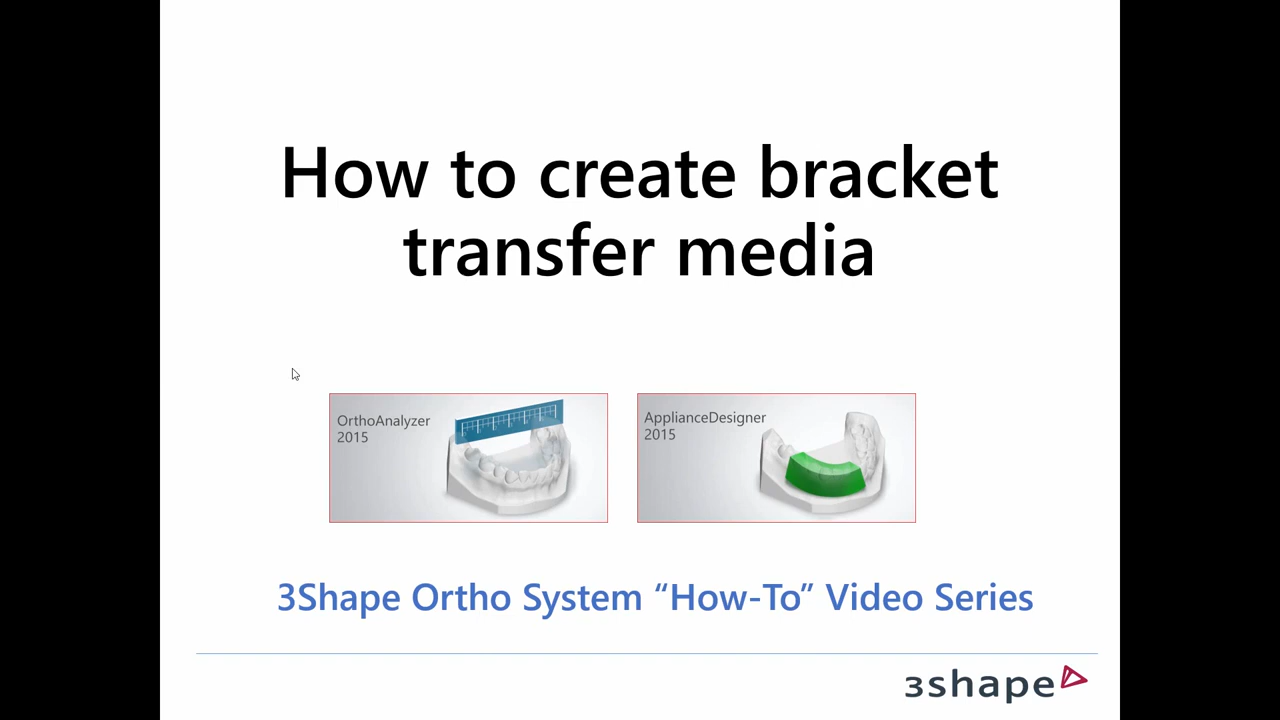 How to create bracket
transfer media
OrthoAnalyzer
2015
ApplianceDesigner
2015
3Shape Ortho System “How-To” Video Series
3shape